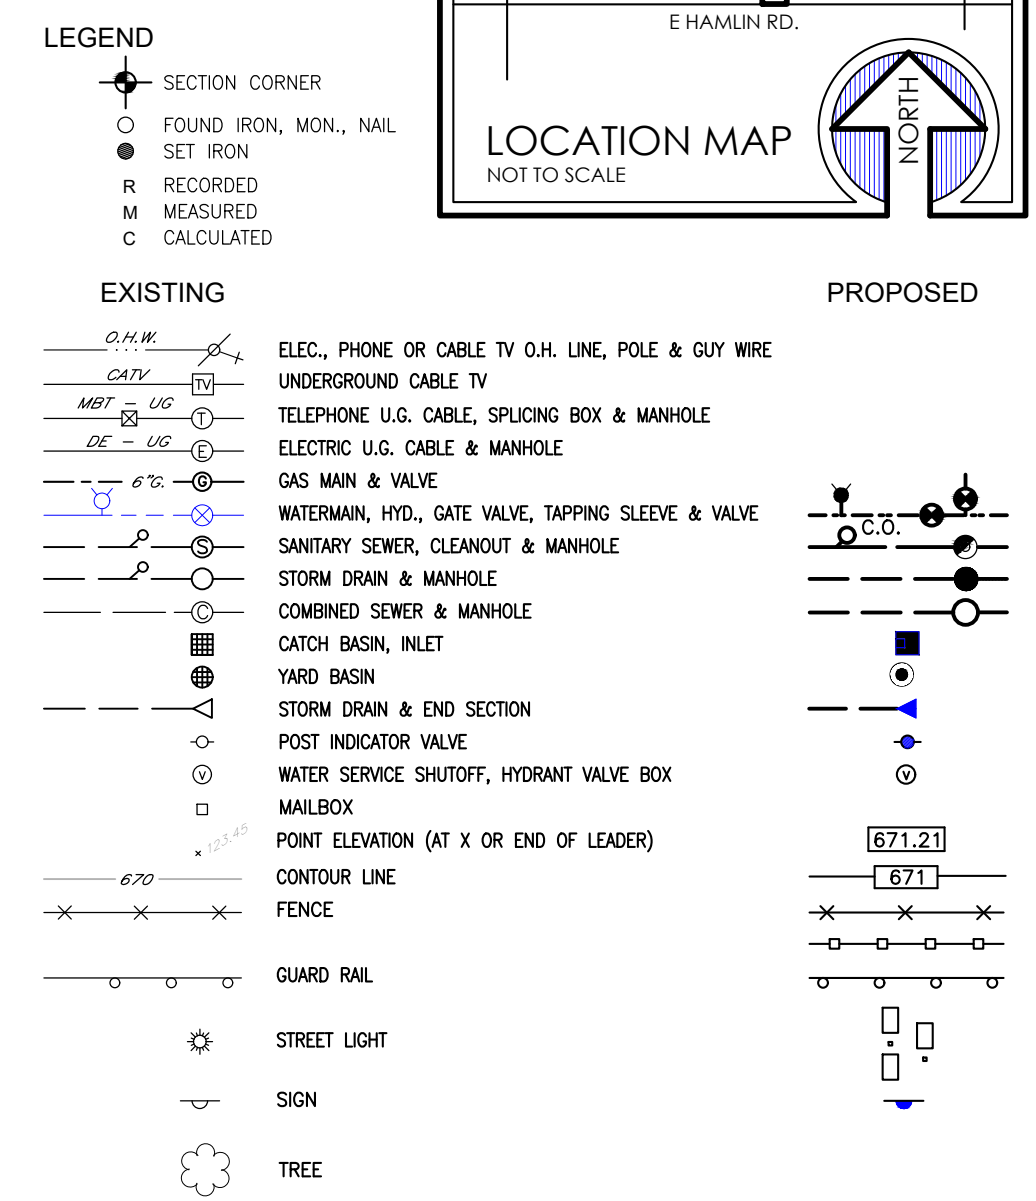 E HAMLIN RD.
LOCATION MAP
NOT TO SCALE
NORTH
LEGEND
SECTION CORNER
FOUND IRON, MON., NAIL
SET IRON
R RECORDED
M MEASURED
C CALCULATED
EXISTING PROPOSED
O.H.W. ELEC., PHONE OR CABLE TV O.H. LINE, POLE & GUY WIRE
CATV TV UNDERGROUND CABLE TV
MBT - UG T TELEPHONE U.G. CABLE, SPLICING BOX & MANHOLE
DE - UG E ELECTRIC U.G. CABLE & MANHOLE
6"G. G GAS MAIN & VALVE
WATERMAIN, HYD., GATE VALVE, TAPPING SLEEVE & VALVE
C.O.
S SANITARY SEWER, CLEANOUT & MANHOLE S
STORM DRAIN & MANHOLE
C COMBINED SEWER & MANHOLE
CATCH BASIN, INLET
YARD BASIN
STORM DRAIN & END SECTION
POST INDICATOR VALVE
V WATER SERVICE SHUTOFF, HYDRANT VALVE BOX V
MAILBOX
x 123.45 POINT ELEVATION (AT X OR END OF LEADER) 671.21
670 CONTOUR LINE 671
FENCE
GUARD RAIL
STREET LIGHT
SIGN
TREE